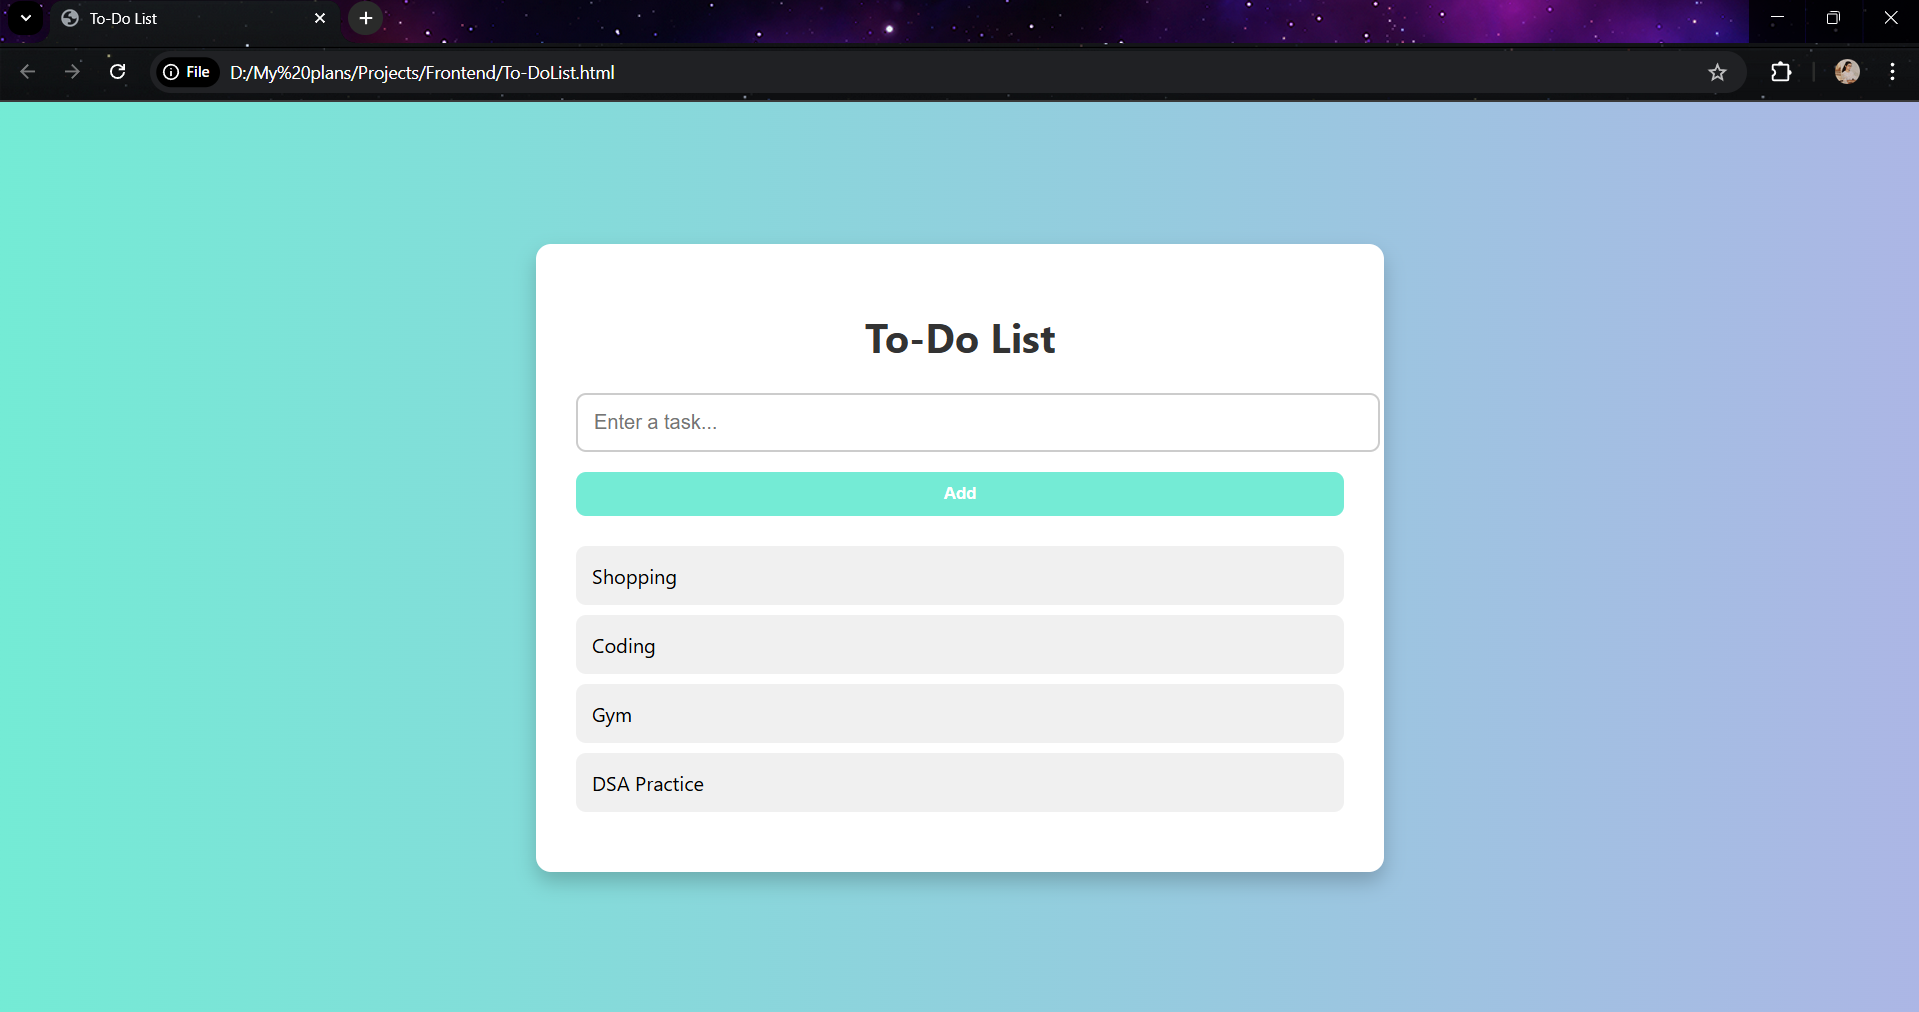 To-Do List
File D:/My%20plans/Projects/Frontend/To-DoList.html
To-Do List
Enter a task...
Add
Shopping
Coding
Gym
DSA Practice